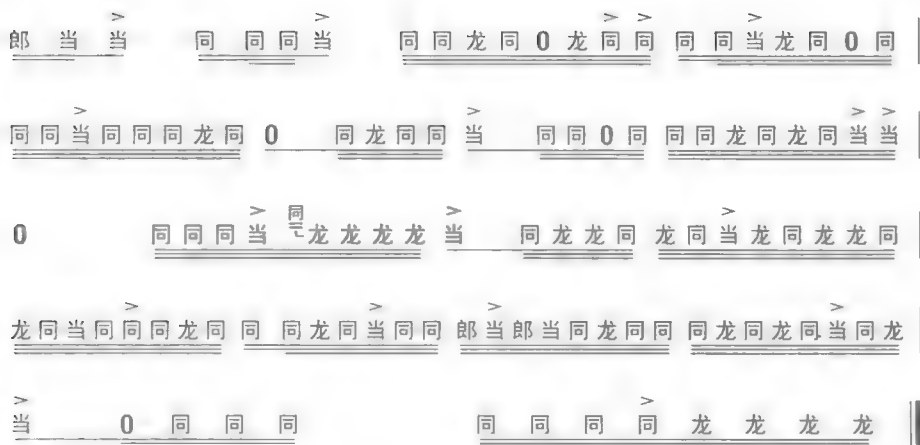 郎 当 当 同 同同当 同同龙同0龙同同 同 同当龙同0同
同同当同同同龙同 0 同龙同同 当 同同0同 同同龙同龙同当当
0 同同同当 同 龙龙龙龙 当 同龙龙同 龙同当龙同龙龙同
龙同当同同同龙同 同 同龙同当同同 郎当郎当同龙同同 同龙同龙同当同龙
当 0 同 同 同 同 同 同 同 龙 龙 龙 龙